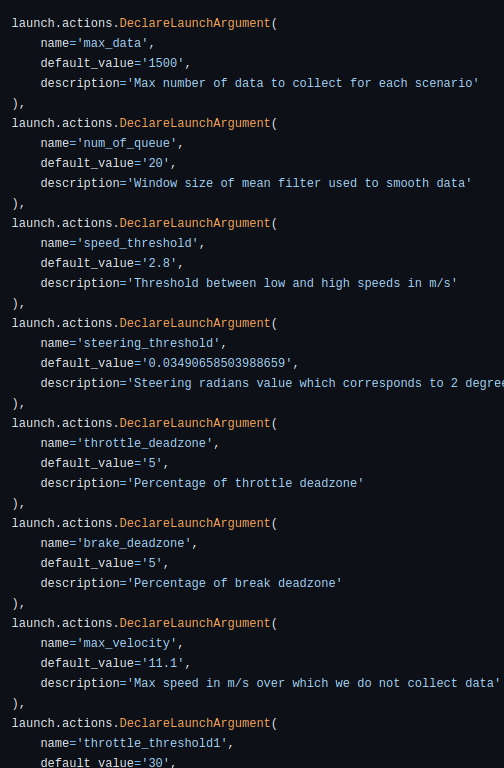 launch.actions.DeclareLaunchArgument(
    name='max_data',
    default_value='1500',
    description='Max number of data to collect for each scenario'
),
launch.actions.DeclareLaunchArgument(
    name='num_of_queue',
    default_value='20',
    description='Window size of mean filter used to smooth data'
),
launch.actions.DeclareLaunchArgument(
    name='speed_threshold',
    default_value='2.8',
    description='Threshold between low and high speeds in m/s'
),
launch.actions.DeclareLaunchArgument(
    name='steering_threshold',
    default_value='0.03490658503988659',
    description='Steering radians value which corresponds to 2 degre
),
launch.actions.DeclareLaunchArgument(
    name='throttle_deadzone',
    default_value='5',
    description='Percentage of throttle deadzone'
),
launch.actions.DeclareLaunchArgument(
    name='brake_deadzone',
    default_value='5',
    description='Percentage of break deadzone'
),
launch.actions.DeclareLaunchArgument(
    name='max_velocity',
    default_value='11.1',
    description='Max speed in m/s over which we do not collect data'
),
launch.actions.DeclareLaunchArgument(
    name='throttle_threshold1',
    default_value='30',